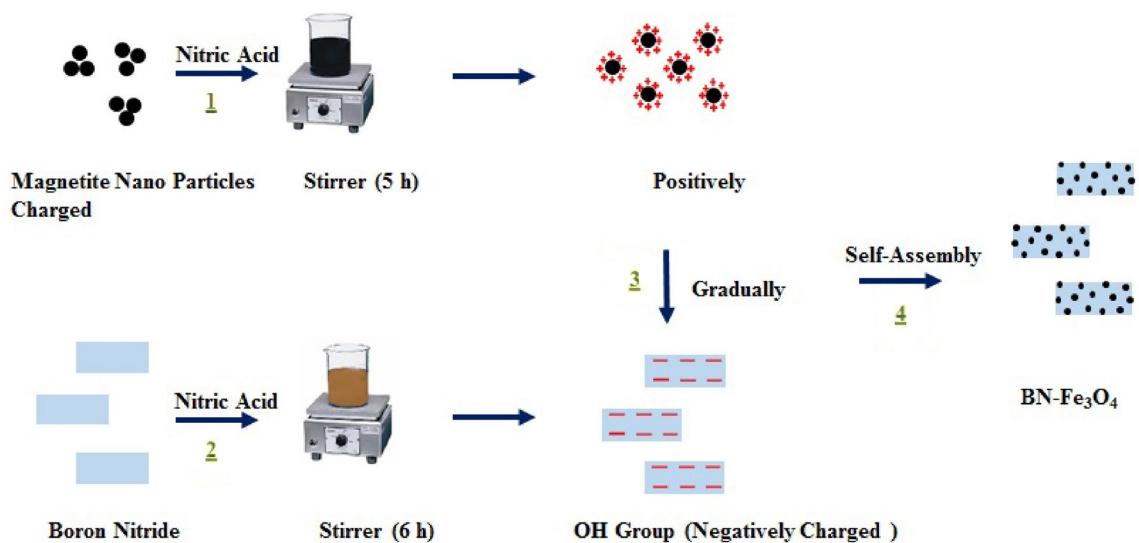 Nitric Acid
1
Magnetite Nano Particles
Charged
Stirrer (5 h)
Positively
3
Gradually
Self-Assembly
4
Nitric Acid
2
BN-Fe₃O₄
Boron Nitride
Stirrer (6 h)
OH Group (Negatively Charged )